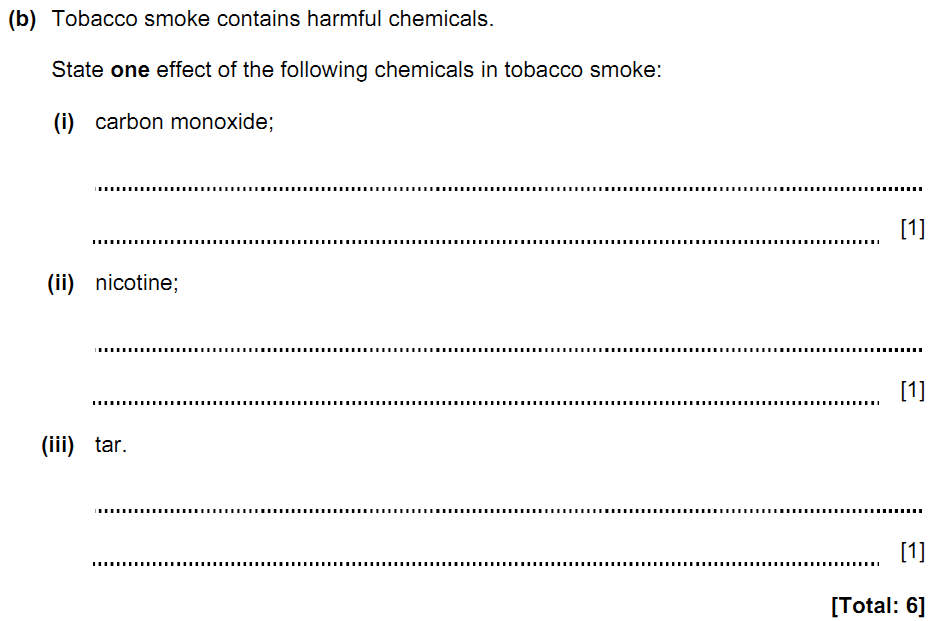 (b) Tobacco smoke contains harmful chemicals.
State one effect of the following chemicals in tobacco smoke:
(i) carbon monoxide;
[1]
(ii) nicotine;
[1]
(iii) tar.
[1]
[Total: 6]